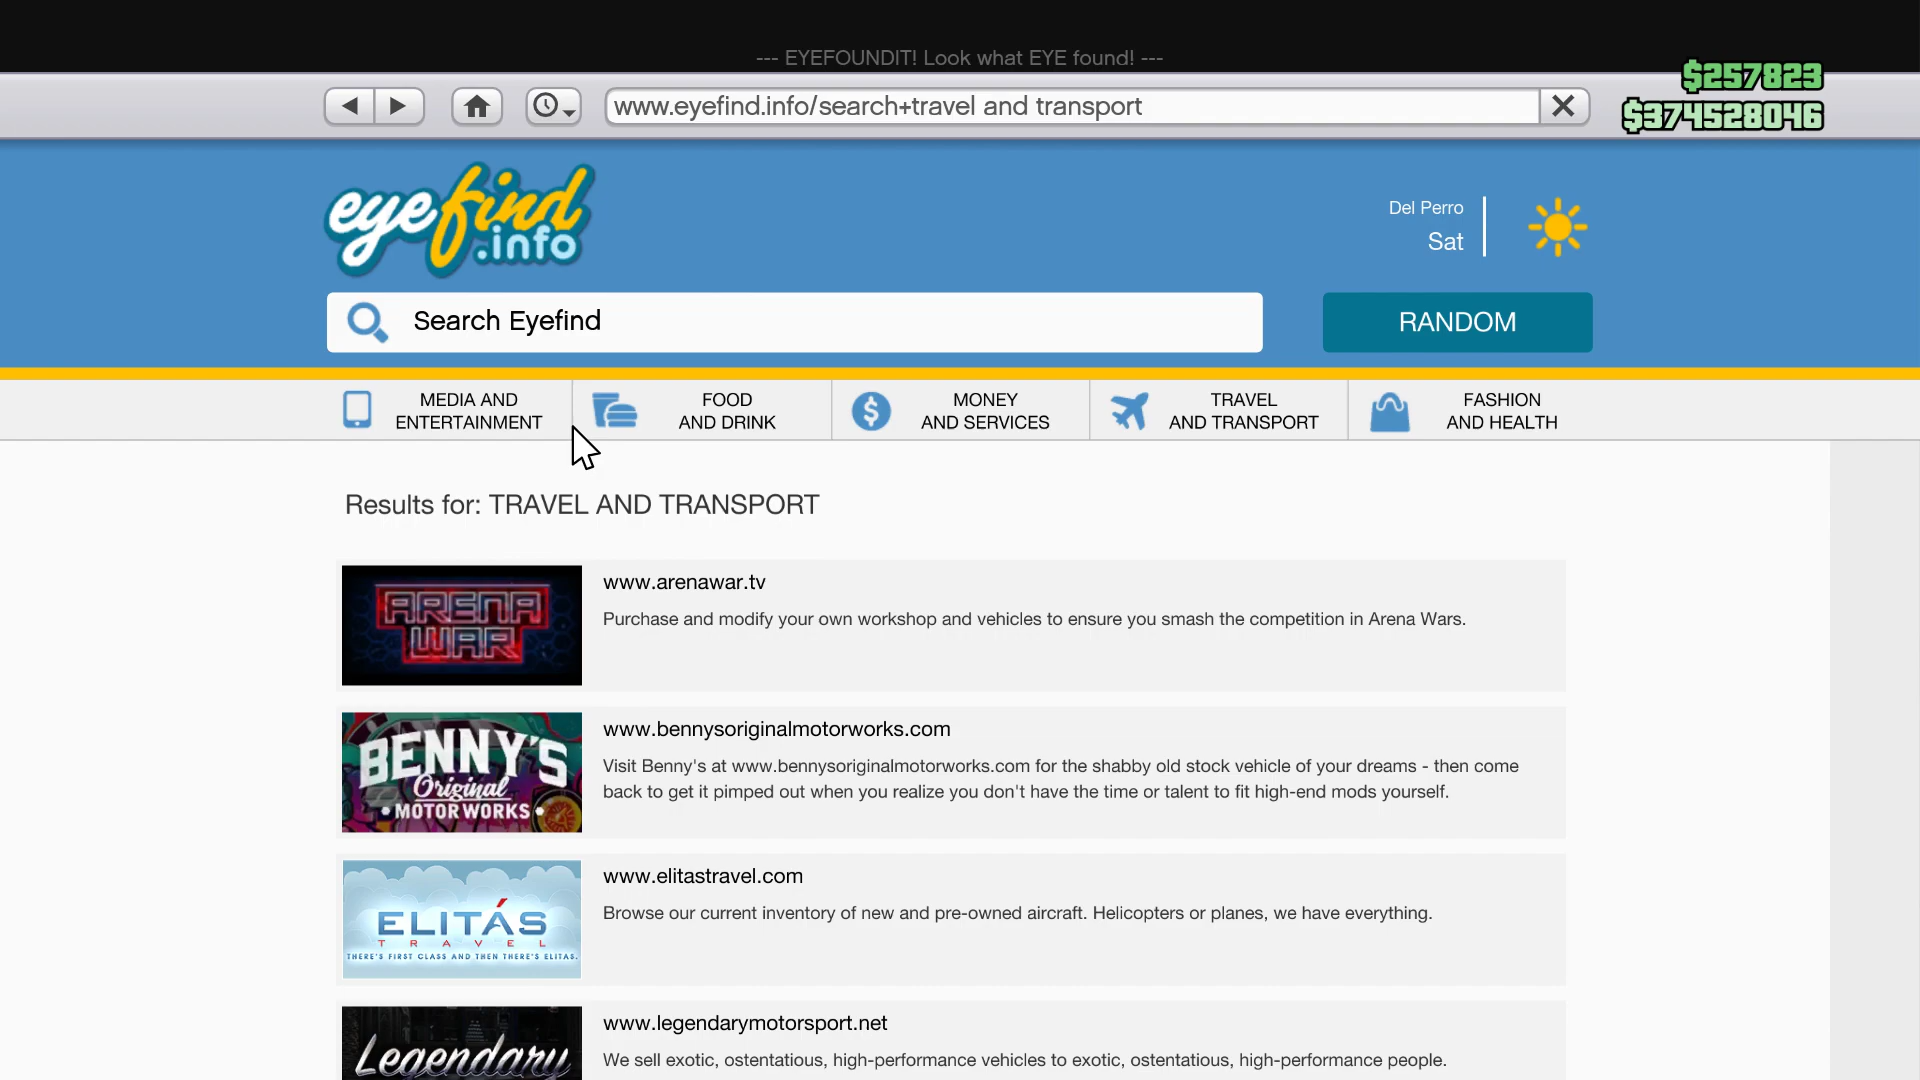 --- EYEFOUNDIT! Look what EYE found! ---
$257823
www.eyefind.info/search+travel and transport
$374528046
eyefind
.info
Del Perro
Sat
Search Eyefind
RANDOM
MEDIA AND
ENTERTAINMENT
FOOD
AND DRINK
MONEY
AND SERVICES
TRAVEL
AND TRANSPORT
FASHION
AND HEALTH
Results for: TRAVEL AND TRANSPORT
ARENA
WAR
www.arenawar.tv
Purchase and modify your own workshop and vehicles to ensure you smash the competition in Arena Wars.
BENNY'S
Original
MOTOR WORKS
www.bennysoriginalmotorworks.com
Visit Benny's at www.bennysoriginalmotorworks.com for the shabby old stock vehicle of your dreams - then come
back to get it pimped out when you realize you don't have the time or talent to fit high-end mods yourself.
ELITÁS
TRAVEL
THERE'S FIRST CLASS AND THEN THERE'S ELITAS.
www.elitastravel.com
Browse our current inventory of new and pre-owned aircraft. Helicopters or planes, we have everything.
Legendary
www.legendarymotorsport.net
We sell exotic, ostentatious, high-performance vehicles to exotic, ostentatious, high-performance people.